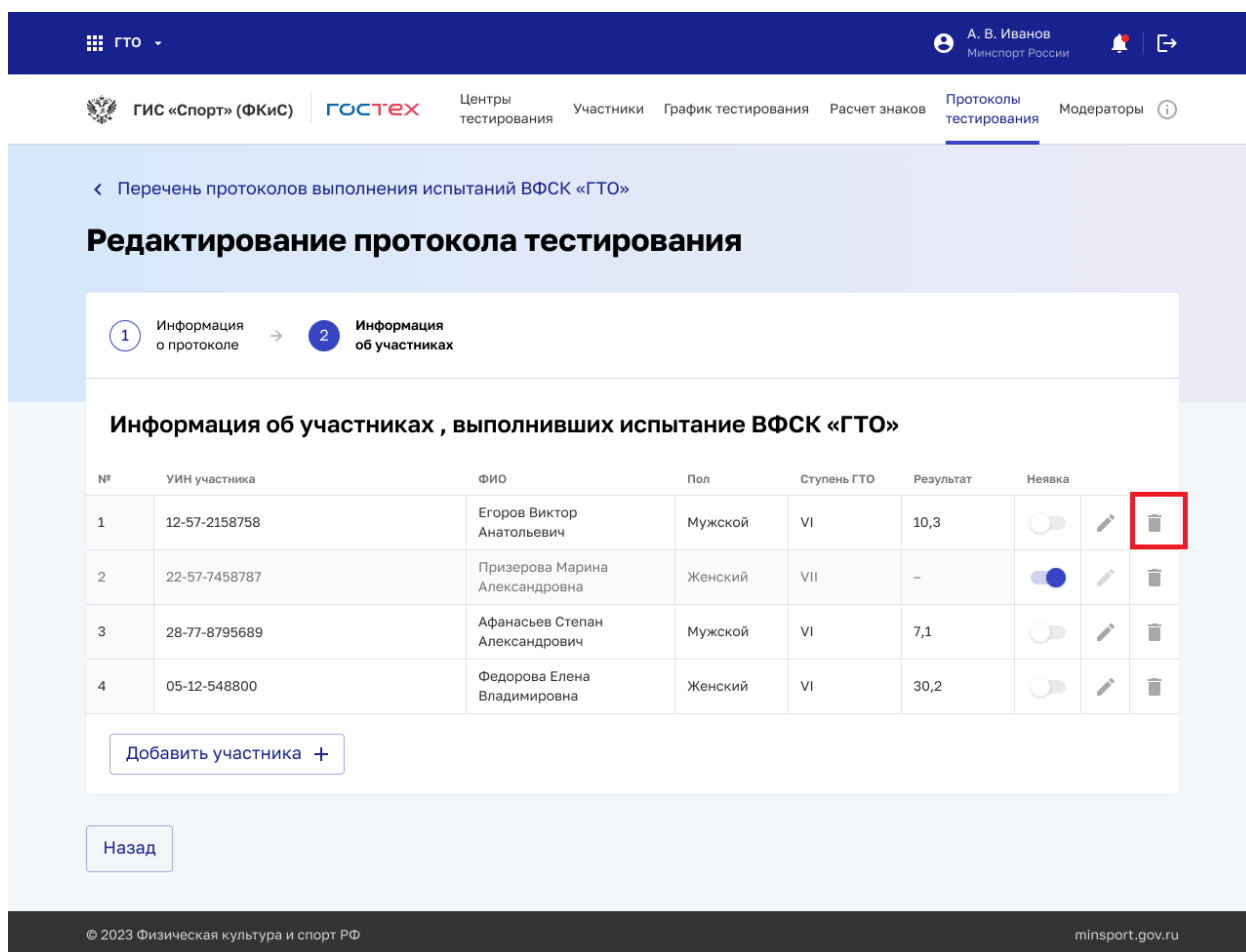 ГТО
А. В. Иванов
Минспорт России
ГИС «Спорт» (ФКиС)
ГОСТЕХ
Центры
тестирования
Участники
График тестирования
Расчет знаков
Протоколы
тестирования
Модераторы
Перечень протоколов выполнения испытаний ВФСК «ГТО»
Редактирование протокола тестирования
1
Информация
о протоколе
2
Информация
об участниках
Информация об участниках , выполнивших испытание ВФСК «ГТО»
№ УИН участника ФИО Пол Ступень ГТО Результат Неявка
1 12-57-2158758 Егоров Виктор Мужской VI 10,3
Анатольевич
2 22-57-7458787 Призерова Марина Женский VII –
Александровна
3 28-77-8795689 Афанасьев Степан Мужской VI 7,1
Александрович
4 05-12-548800 Федорова Елена Женский VI 30,2
Владимировна
Добавить участника +
Назад
© 2023 Физическая культура и спорт РФ
minsport.gov.ru